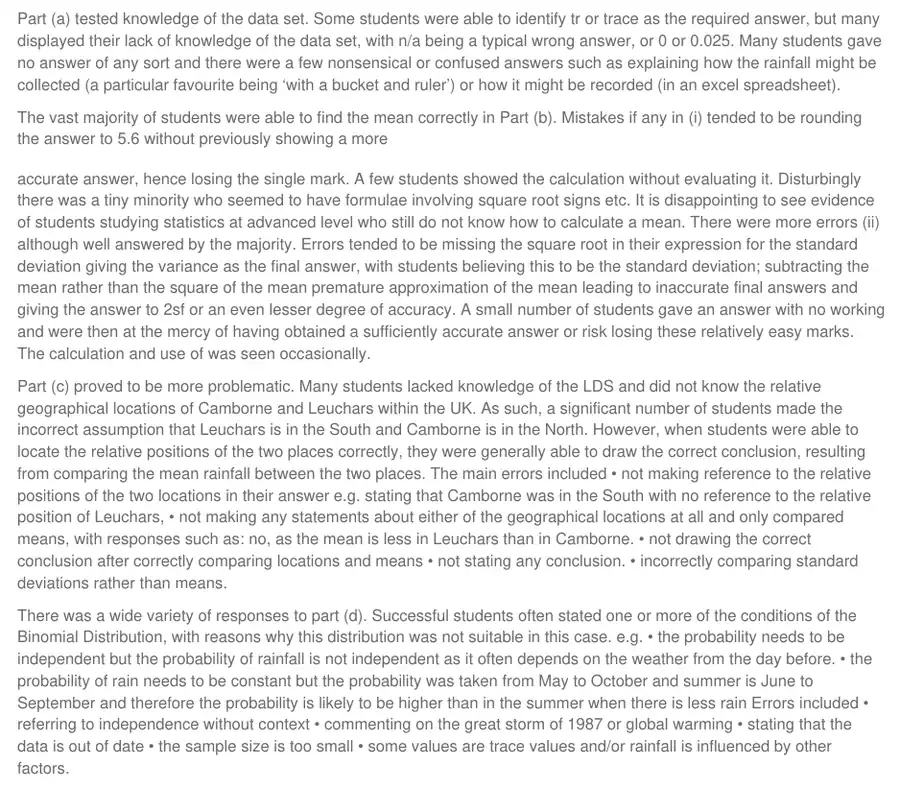 Part (a) tested knowledge of the data set. Some students were able to identify tr or trace as the required answer, but many
displayed their lack of knowledge of the data set, with n/a being a typical wrong answer, or 0 or 0.025. Many students gave
no answer of any sort and there were a few nonsensical or confused answers such as explaining how the rainfall might be
collected (a particular favourite being ‘with a bucket and ruler’) or how it might be recorded (in an excel spreadsheet).
The vast majority of students were able to find the mean correctly in Part (b). Mistakes if any in (i) tended to be rounding
the answer to 5.6 without previously showing a more
accurate answer, hence losing the single mark. A few students showed the calculation without evaluating it. Disturbingly
there was a tiny minority who seemed to have formulae involving square root signs etc. It is disappointing to see evidence
of students studying statistics at advanced level who still do not know how to calculate a mean. There were more errors (ii)
although well answered by the majority. Errors tended to be missing the square root in their expression for the standard
deviation giving the variance as the final answer, with students believing this to be the standard deviation; subtracting the
mean rather than the square of the mean premature approximation of the mean leading to inaccurate final answers and
giving the answer to 2sf or an even lesser degree of accuracy. A small number of students gave an answer with no working
and were then at the mercy of having obtained a sufficiently accurate answer or risk losing these relatively easy marks.
The calculation and use of was seen occasionally.
Part (c) proved to be more problematic. Many students lacked knowledge of the LDS and did not know the relative
geographical locations of Camborne and Leuchars within the UK. As such, a significant number of students made the
incorrect assumption that Leuchars is in the South and Camborne is in the North. However, when students were able to
locate the relative positions of the two places correctly, they were generally able to draw the correct conclusion, resulting
from comparing the mean rainfall between the two places. The main errors included • not making reference to the relative
positions of the two locations in their answer e.g. stating that Camborne was in the South with no reference to the relative
position of Leuchars, • not making any statements about either of the geographical locations at all and only compared
means, with responses such as: no, as the mean is less in Leuchars than in Camborne. • not drawing the correct
conclusion after correctly comparing locations and means • not stating any conclusion. • incorrectly comparing standard
deviations rather than means.
There was a wide variety of responses to part (d). Successful students often stated one or more of the conditions of the
Binomial Distribution, with reasons why this distribution was not suitable in this case. e.g. • the probability needs to be
independent but the probability of rainfall is not independent as it often depends on the weather from the day before. • the
probability of rain needs to be constant but the probability was taken from May to October and summer is June to
September and therefore the probability is likely to be higher than in the summer when there is less rain Errors included •
referring to independence without context • commenting on the great storm of 1987 or global warming • stating that the
data is out of date • the sample size is too small • some values are trace values and/or rainfall is influenced by other
factors.